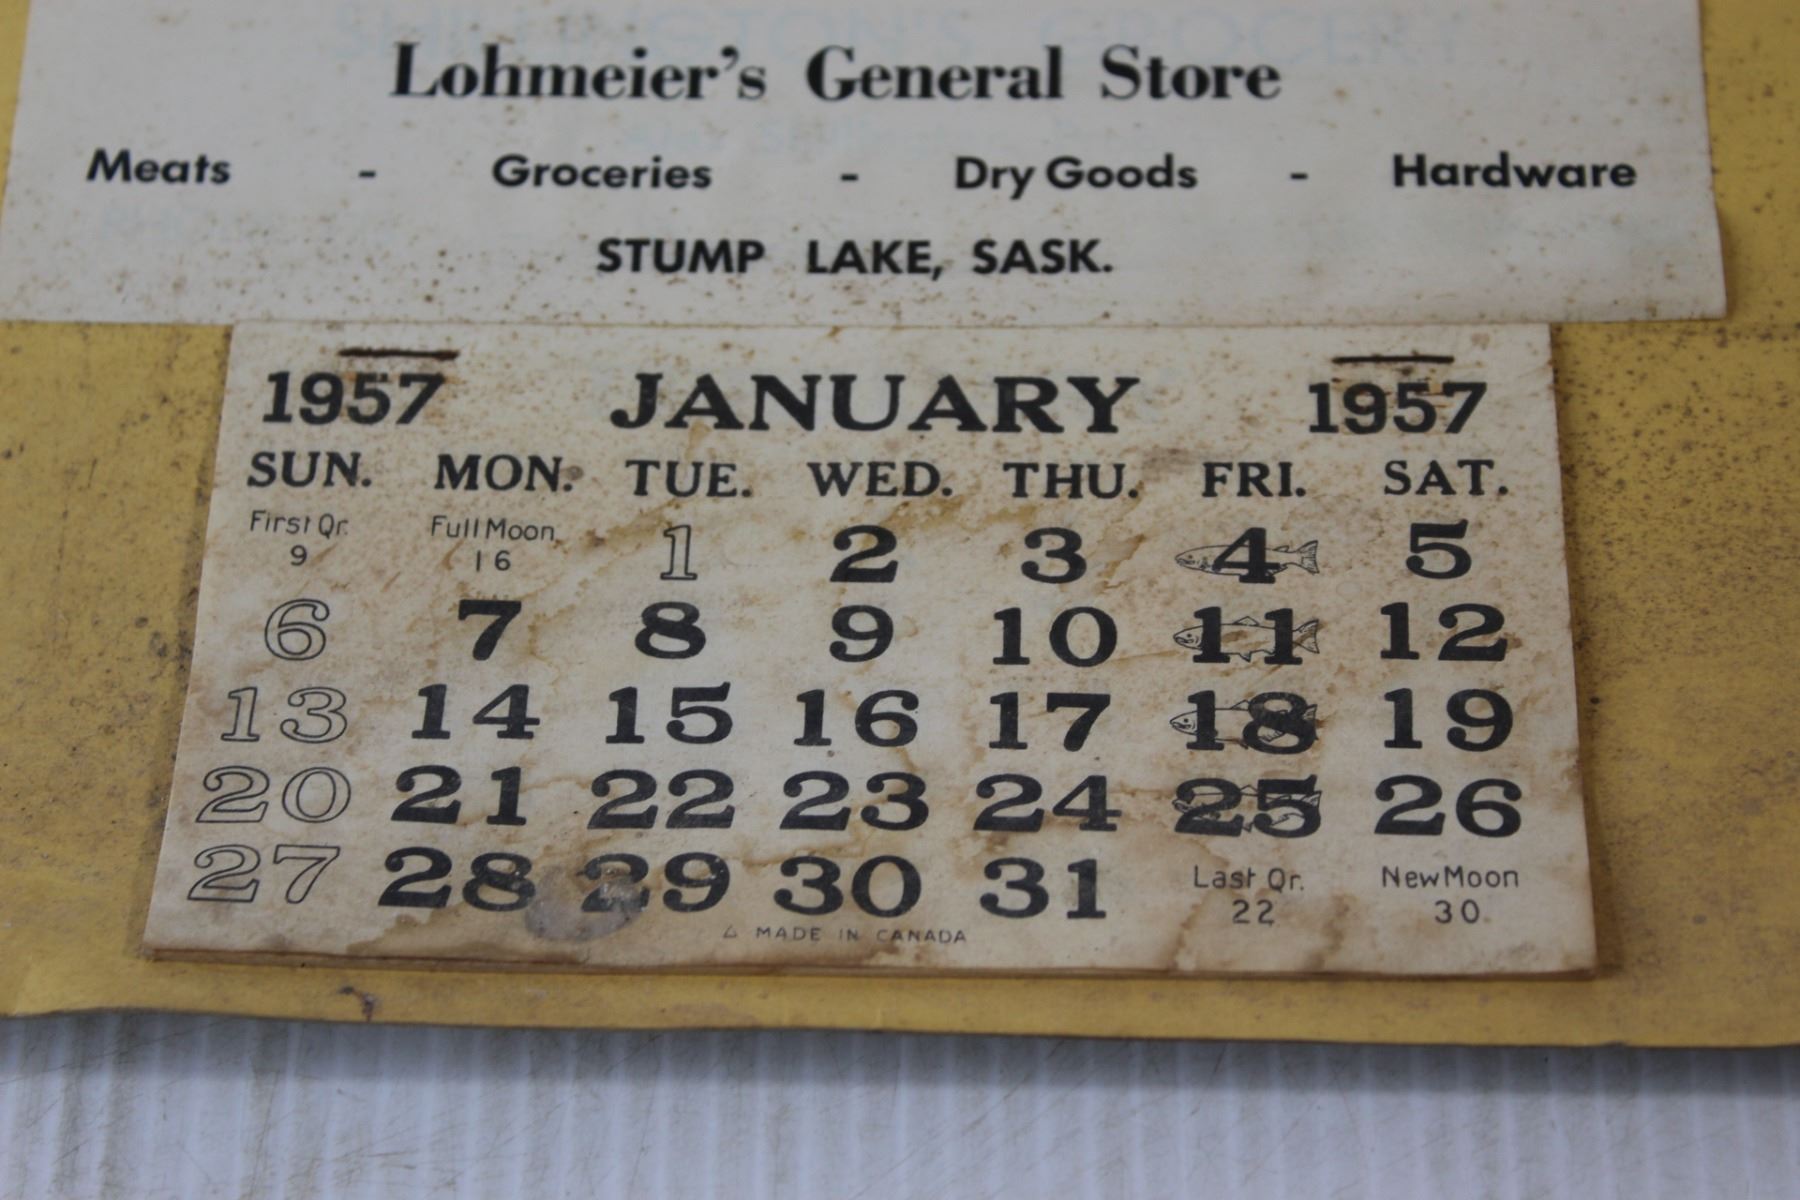 Lohmeier's General Store
Meats - Groceries - Dry Goods - Hardware
STUMP LAKE, SASK.
1957 JANUARY 1957
SUN. MON. TUE. WED. THU. FRI. SAT.
First Qr. 9 Full Moon 16 1 2 3 4 5
6 7 8 9 10 11 12
13 14 15 16 17 18 19
20 21 22 23 24 25 26
27 28 29 30 31 Last Qr. 22 New Moon 30
MADE IN CANADA